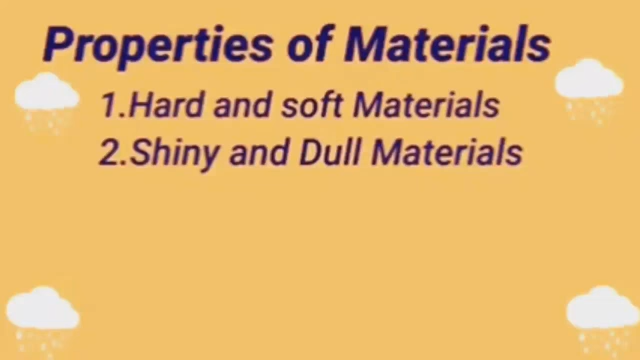 Properties of Materials
1.Hard and soft Materials
2.Shiny and Dull Materials